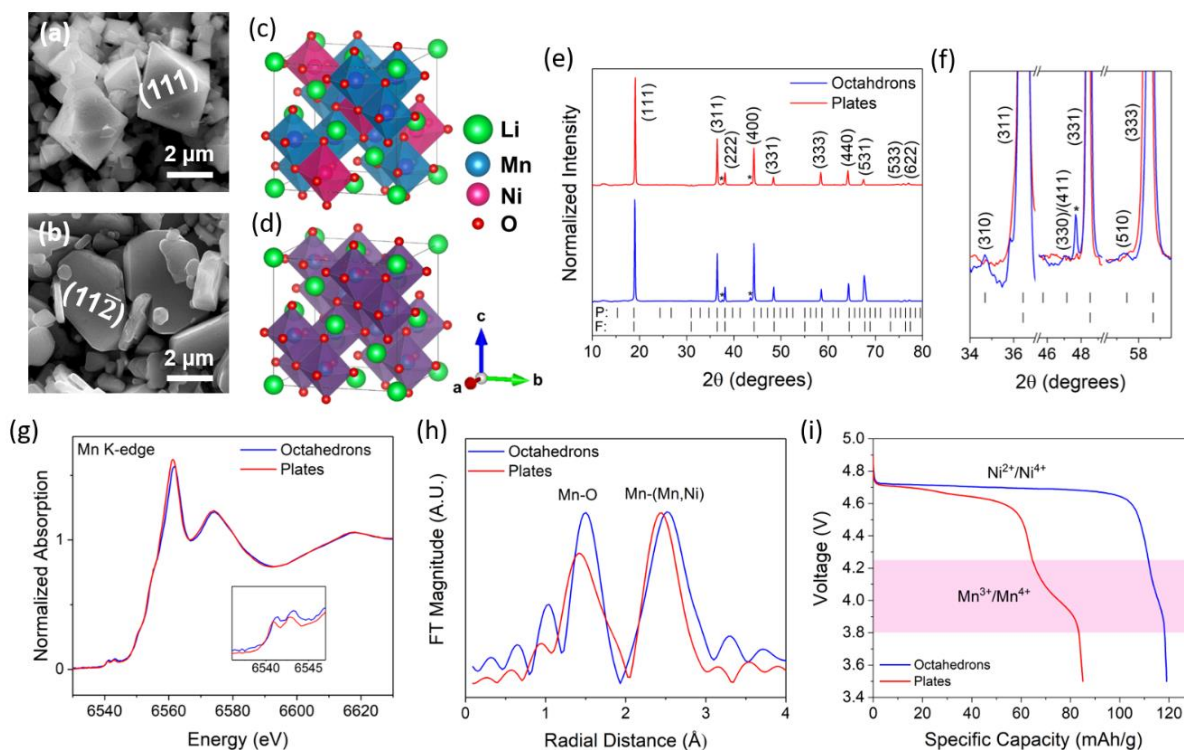 (a)
(111)
2 µm
(b)
(112̄)
2 µm
(c)
Li
Mn
Ni
O
(d)
c
b
a
(e)
Octahdrons
Plates
(111)
(311)
(222)
(400)
(331)
(333)
(440)
(531)
(533)
(622)
*
*
*
*
P:
F:
10 20 30 40 50 60 70 80
2θ (degrees)
Normalized Intensity
(f)
(310)
(311)
(330)/(411)
*
(331)
(510)
(333)
34 36 46 48 58
2θ (degrees)
(g)
Mn K-edge
Octahedrons
Plates
1
0
6540 6545
6540 6560 6580 6600 6620
Energy (eV)
Normalized Absorption
(h)
Octahedrons
Plates
Mn-O
Mn-(Mn,Ni)
0 1 2 3 4
Radial Distance (Å)
FT Magnitude (A.U.)
(i)
5.0
4.8
4.6
4.4
4.2
4.0
3.8
3.6
3.4
Ni²⁺/Ni⁴⁺
Mn³⁺/Mn⁴⁺
Octahedrons
Plates
0 20 40 60 80 100 120
Specific Capacity (mAh/g)
Voltage (V)